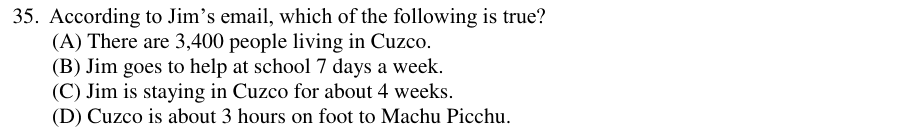 35. According to Jim’s email, which of the following is true?
(A) There are 3,400 people living in Cuzco.
(B) Jim goes to help at school 7 days a week.
(C) Jim is staying in Cuzco for about 4 weeks.
(D) Cuzco is about 3 hours on foot to Machu Picchu.